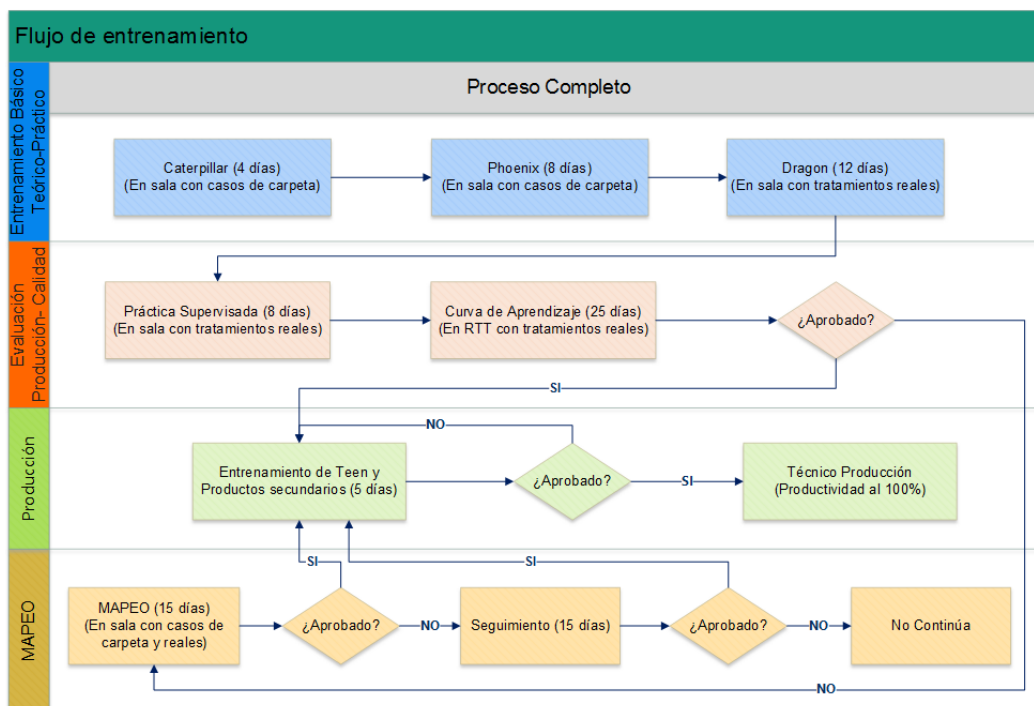 Flujo de entrenamiento
Entrenamiento Básico
Teórico-Práctico
Proceso Completo
Caterpillar (4 días)
(En sala con casos de carpeta)
Phoenix (8 días)
(En sala con casos de carpeta)
Dragon (12 días)
(En sala con tratamientos reales)
Evaluación
Producción- Calidad
Práctica Supervisada (8 días)
(En sala con tratamientos reales)
Curva de Aprendizaje (25 días)
(En RTT con tratamientos reales)
¿Aprobado?
SI
Producción
NO
Entrenamiento de Teen y
Productos secundarios (5 días)
¿Aprobado?
SI
Técnico Producción
(Productividad al 100%)
MAPEO
SI
SI
MAPEO (15 días)
(En sala con casos de
carpeta y reales)
¿Aprobado?
NO
Seguimiento (15 días)
¿Aprobado?
NO
No Continúa
NO